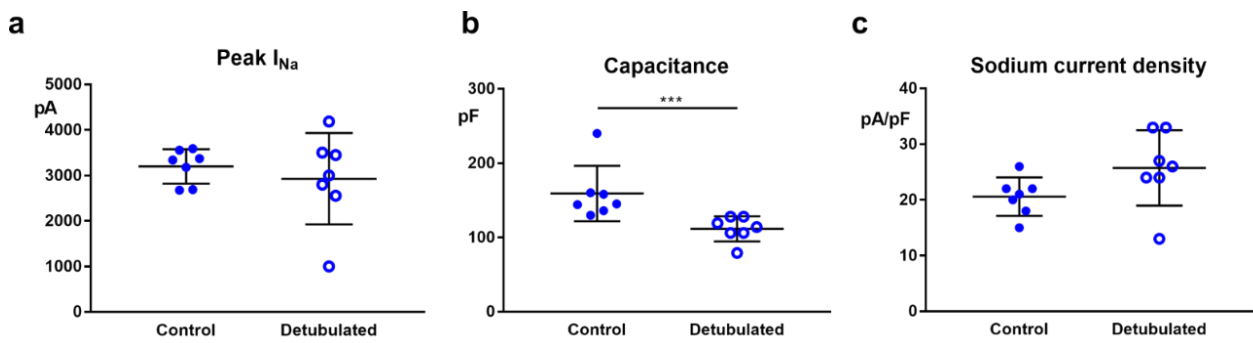 a
Peak INa
5000
pA
4000
3000
2000
1000
0
Control Detubulated
b
Capacitance
300
pF
200
100
0
***
Control Detubulated
c
Sodium current density
40
pA/pF
30
20
10
0
Control Detubulated